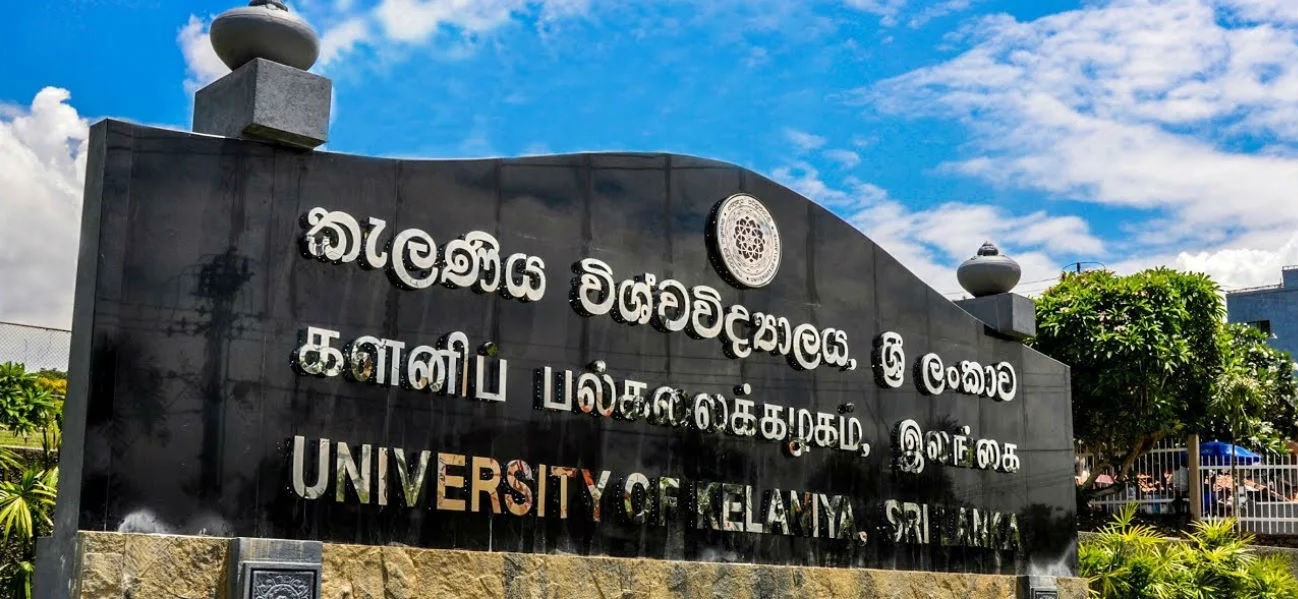 කැලණිය විශ්වවිද්‍යාලය, ශ්‍රී ලංකාව
களனிப் பல்கலைக்கழகம், இலங்கை
UNIVERSITY OF KELANIYA, SRI LANKA